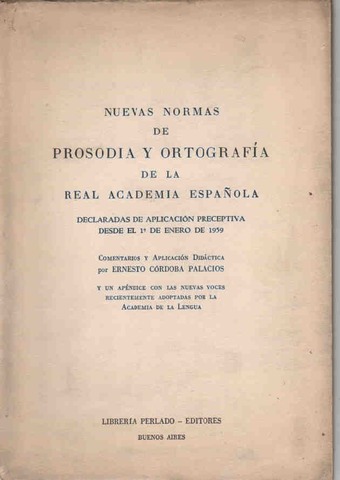 NUEVAS NORMAS
DE
PROSODIA Y ORTOGRAFÍA
DE LA
REAL ACADEMIA ESPAÑOLA
DECLARADAS DE APLICACIÓN PRECEPTIVA
DESDE EL 1º DE ENERO DE 1959
COMENTARIOS Y APLICACIÓN DIDÁCTICA
por ERNESTO CÓRDOBA PALACIOS
Y UN APÉNDICE CON LAS NUEVAS VOCES
RECIENTEMENTE ADOPTADAS POR LA
ACADEMIA DE LA LENGUA
LIBRERÍA PERLADO – EDITORES
BUENOS AIRES